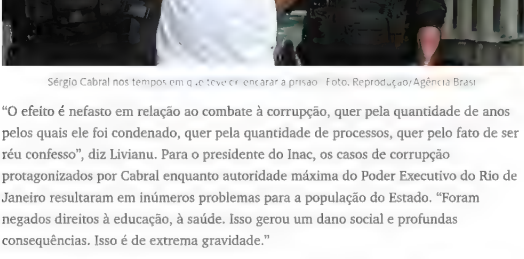 Sérgio Cabral nos tempos em que teve de encarar a prisão Foto. Reprodução/Agência Brasi
“O efeito é nefasto em relação ao combate à corrupção, quer pela quantidade de anos
pelos quais ele foi condenado, quer pela quantidade de processos, quer pelo fato de ser
réu confesso”, diz Livianu. Para o presidente do Inac, os casos de corrupção
protagonizados por Cabral enquanto autoridade máxima do Poder Executivo do Rio de
Janeiro resultaram em inúmeros problemas para a população do Estado. “Foram
negados direitos à educação, à saúde. Isso gerou um dano social e profundas
consequências. Isso é de extrema gravidade.”